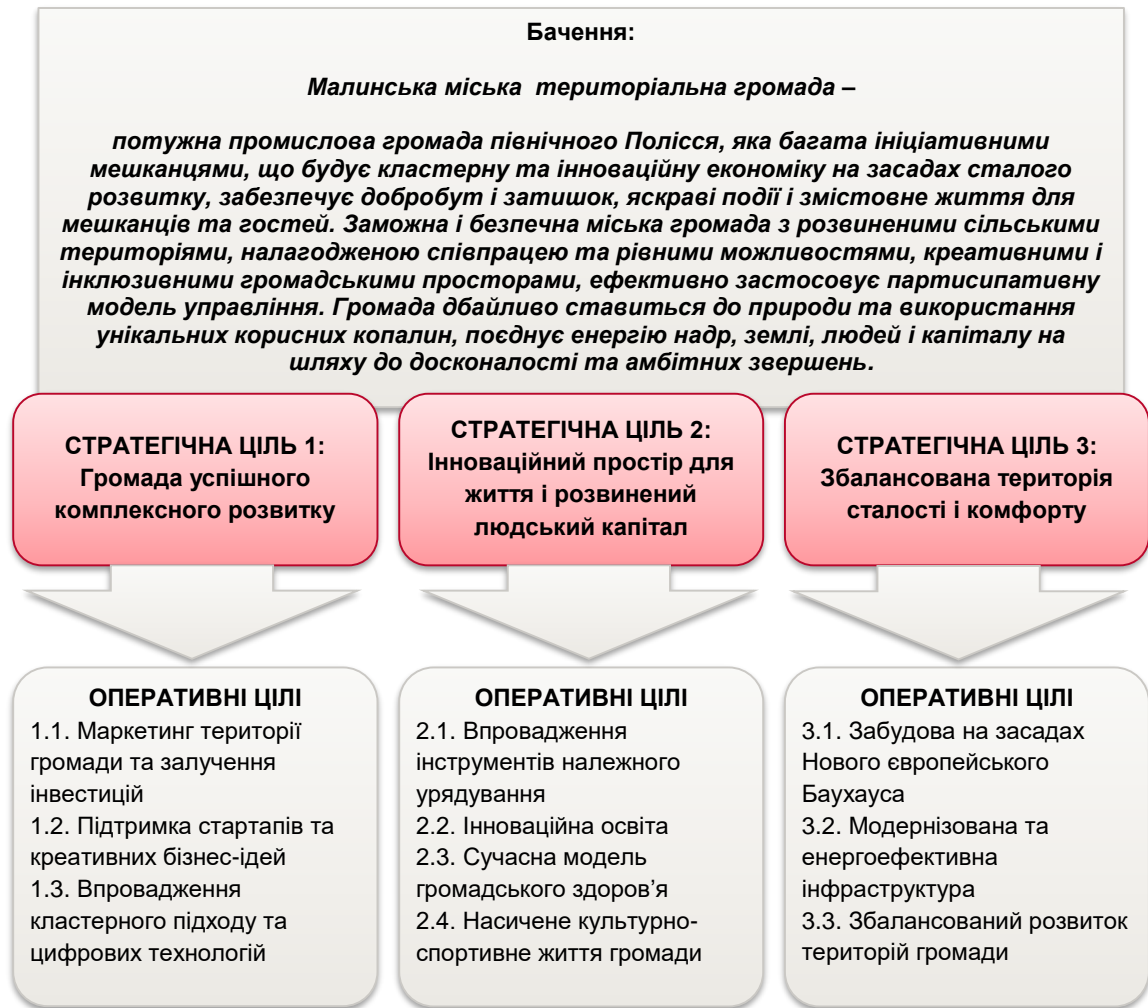 Бачення:
Малинська міська територіальна громада –
потужна промислова громада північного Полісся, яка багата ініціативними
мешканцями, що будує кластерну та інноваційну економіку на засадах сталого
розвитку, забезпечує добробут і затишок, яскраві події і змістовне життя для
мешканців та гостей. Заможна і безпечна міська громада з розвиненими сільськими
територіями, налагодженою співпрацею та рівними можливостями, креативними і
інклюзивними громадськими просторами, ефективно застосовує партисипативну
модель управління. Громада дбайливо ставиться до природи та використання
унікальних корисних копалин, поєднує енергію надр, землі, людей і капіталу на
шляху до досконалості та амбітних звершень.
СТРАТЕГІЧНА ЦІЛЬ 1:
Громада успішного
комплексного розвитку
СТРАТЕГІЧНА ЦІЛЬ 2:
Інноваційний простір для
життя і розвинений
людський капітал
СТРАТЕГІЧНА ЦІЛЬ 3:
Збалансована територія
сталості і комфорту
ОПЕРАТИВНІ ЦІЛІ
1.1. Маркетинг території
громади та залучення
інвестицій
1.2. Підтримка стартапів та
креативних бізнес-ідей
1.3. Впровадження
кластерного підходу та
цифрових технологій
ОПЕРАТИВНІ ЦІЛІ
2.1. Впровадження
інструментів належного
урядування
2.2. Інноваційна освіта
2.3. Сучасна модель
громадського здоров’я
2.4. Насичене культурно-
спортивне життя громади
ОПЕРАТИВНІ ЦІЛІ
3.1. Забудова на засадах
Нового європейського
Баухауса
3.2. Модернізована та
енергоефективна
інфраструктура
3.3. Збалансований розвиток
територій громади